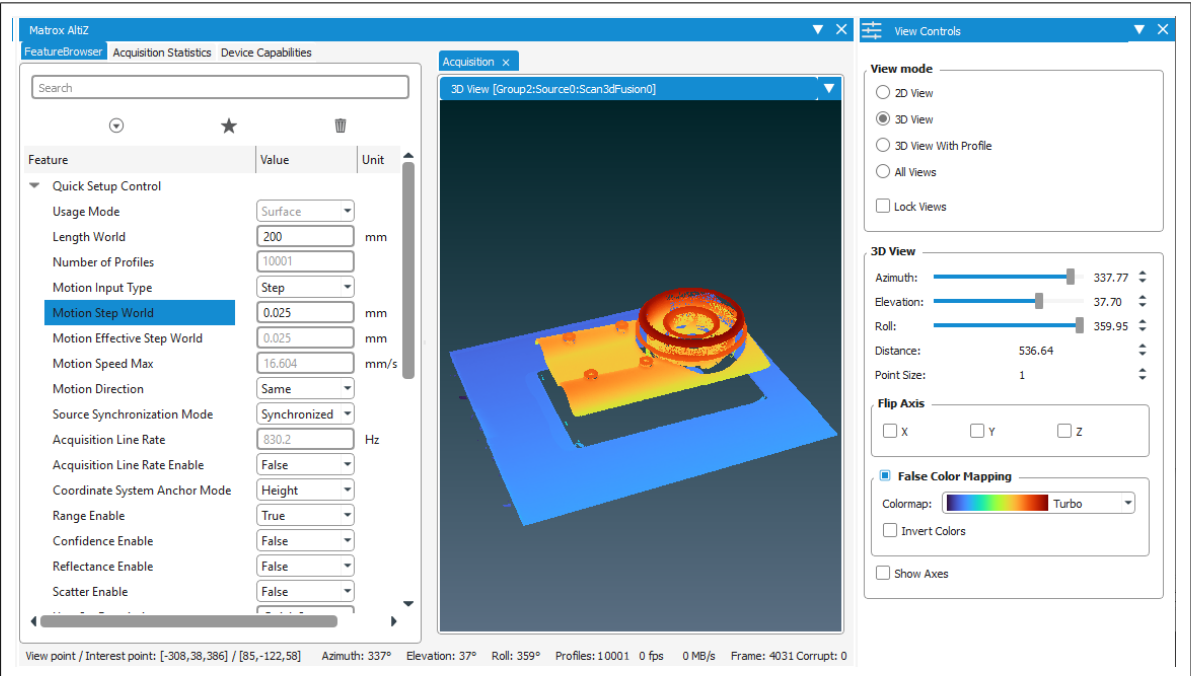 Matrox AltiZ
FeatureBrowser Acquisition Statistics Device Capabilities
Search
Feature Value Unit
Quick Setup Control
Usage Mode Surface
Length World 200 mm
Number of Profiles 10001
Motion Input Type Step
Motion Step World 0.025 mm
Motion Effective Step World 0.025 mm
Motion Speed Max 16.604 mm/s
Motion Direction Same
Source Synchronization Mode Synchronized
Acquisition Line Rate 830.2 Hz
Acquisition Line Rate Enable False
Coordinate System Anchor Mode Height
Range Enable True
Confidence Enable False
Reflectance Enable False
Scatter Enable False
Acquisition ×
3D View [Group2:Source0:Scan3dFusion0]
View Controls
View mode
2D View
3D View
3D View With Profile
All Views
Lock Views
3D View
Azimuth: 337.77
Elevation: 37.70
Roll: 359.95
Distance: 536.64
Point Size: 1
Flip Axis
X Y Z
False Color Mapping
Colormap: Turbo
Invert Colors
Show Axes
View point / Interest point: [-308,38,386] / [85,-122,58] Azimuth: 337° Elevation: 37° Roll: 359° Profiles:10001 0 fps 0 MB/s Frame: 4031 Corrupt: 0